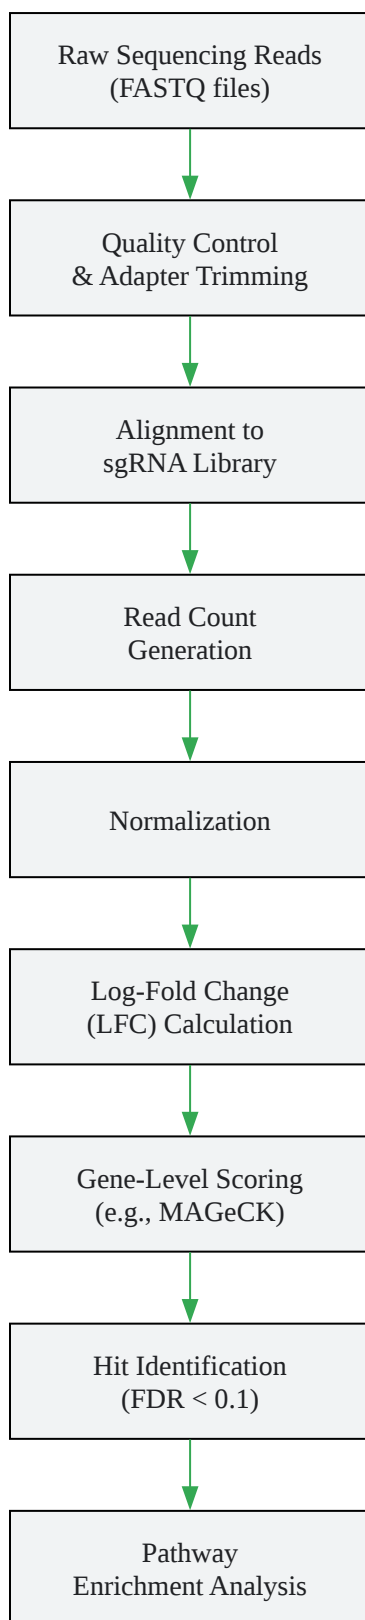 Raw Sequencing Reads
(FASTQ files)
Quality Control
& Adapter Trimming
Alignment to
sgRNA Library
Read Count
Generation
Normalization
Log-Fold Change
(LFC) Calculation
Gene-Level Scoring
(e.g., MAGeCK)
Hit Identification
(FDR < 0.1)
Pathway
Enrichment Analysis